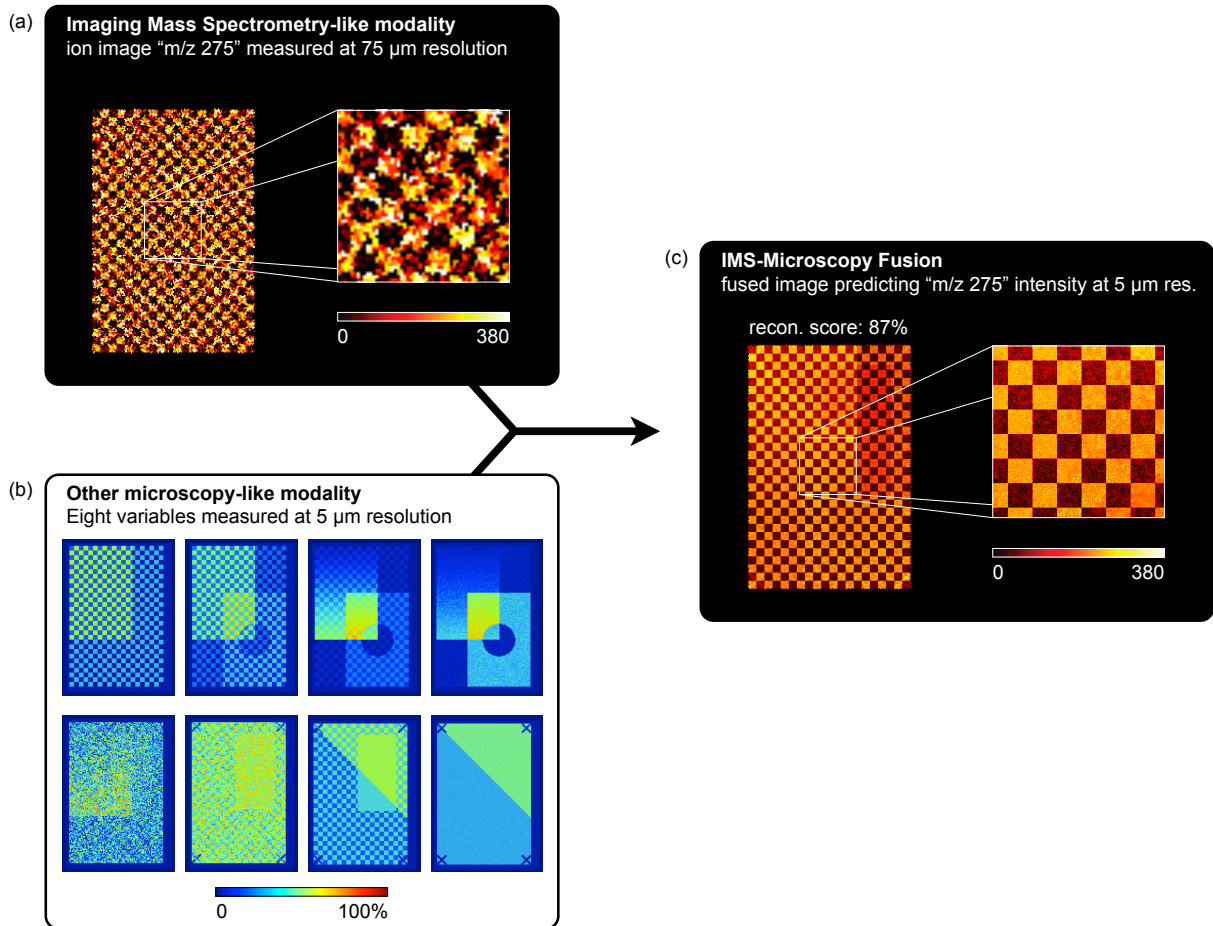 (a)
Imaging Mass Spectrometry-like modality
ion image “m/z 275” measured at 75 μm resolution
0 380
(b)
Other microscopy-like modality
Eight variables measured at 5 μm resolution
0 100%
(c)
IMS-Microscopy Fusion
fused image predicting “m/z 275” intensity at 5 μm res.
recon. score: 87%
0 380